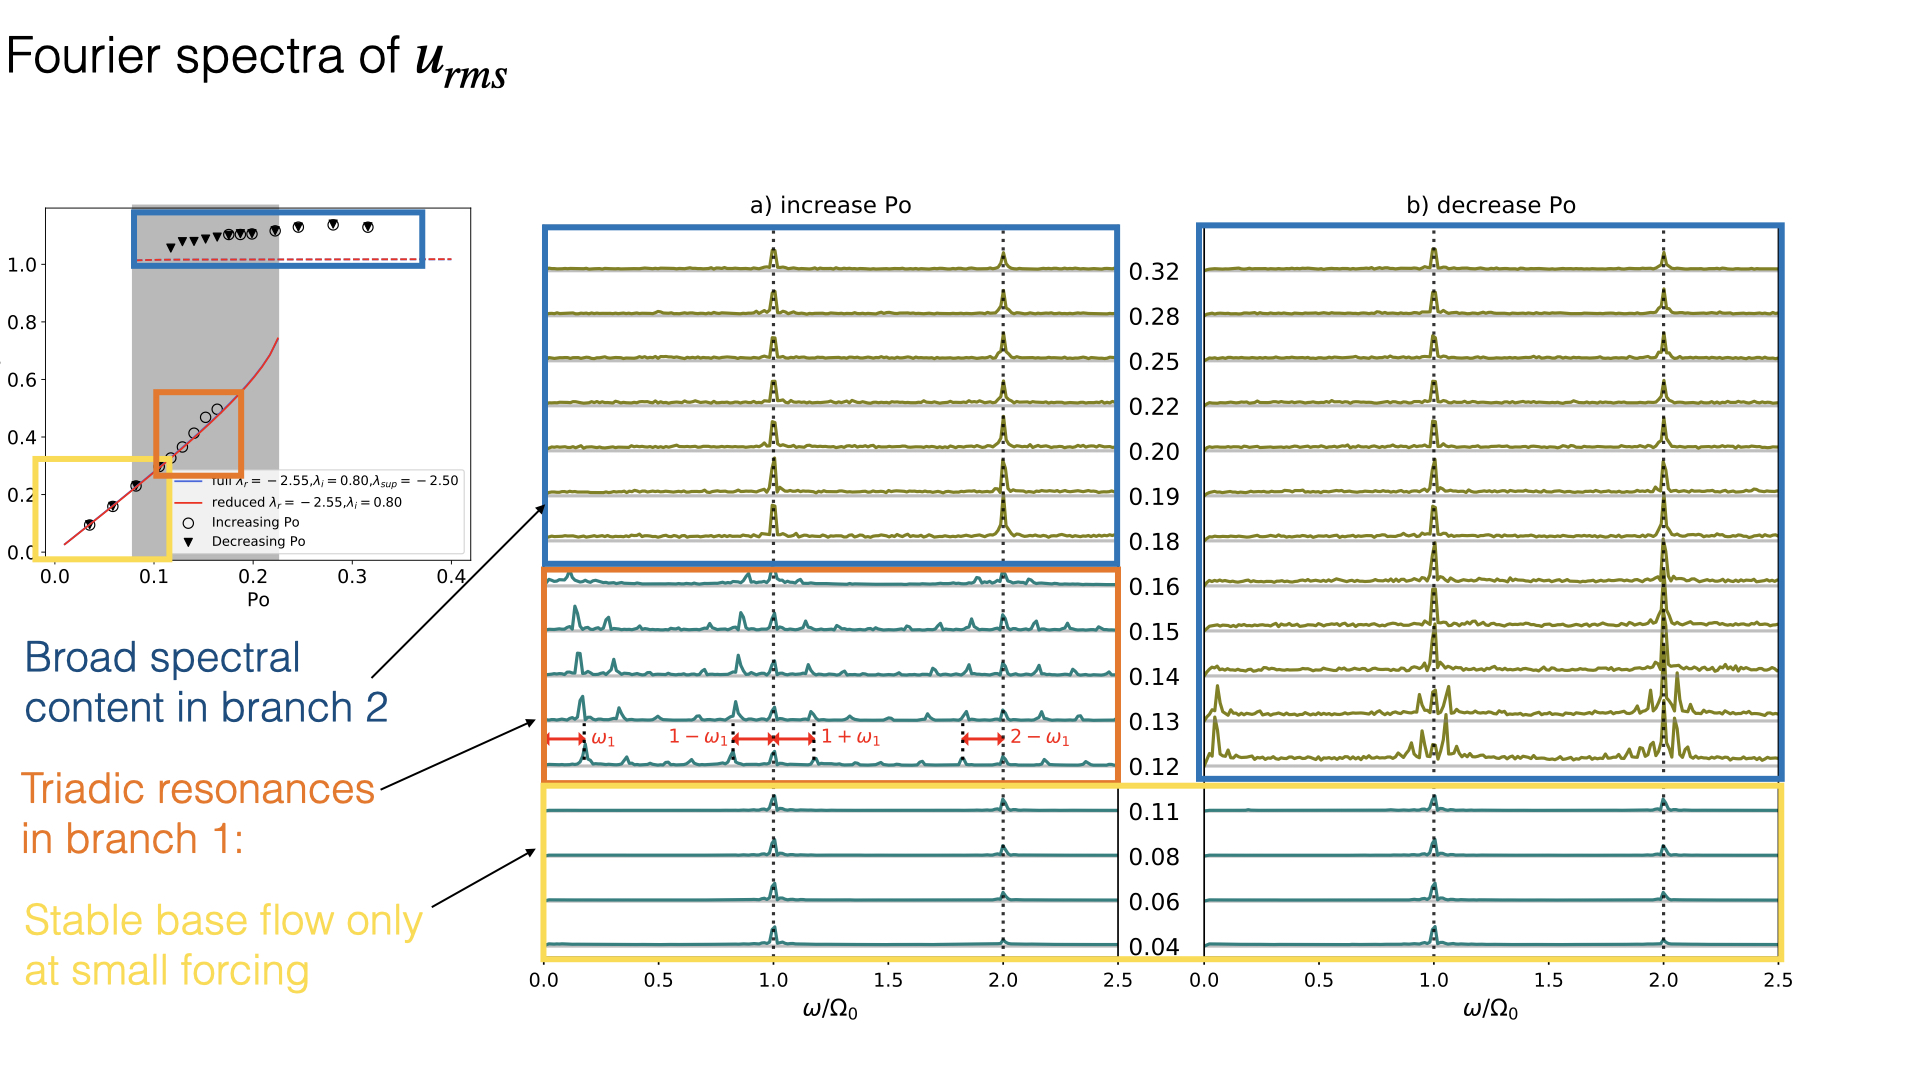 Fourier spectra of u_rms
1.0
0.8
0.6
0.4
0.2
0.0
full λ_r = −2.55,λ_i = 0.80,λ_sup = −2.50
reduced λ_r = −2.55,λ_i = 0.80
Increasing Po
Decreasing Po
0.0 0.1 0.2 0.3 0.4
Po
Broad spectral
content in branch 2
Triadic resonances
in branch 1:
Stable base flow only
at small forcing
a) increase Po
b) decrease Po
0.32
0.28
0.25
0.22
0.20
0.19
0.18
0.16
0.15
0.14
0.13
ω₁ 1 − ω₁ 1 + ω₁ 2 − ω₁
0.12
0.11
0.08
0.06
0.04
0.0 0.5 1.0 1.5 2.0 2.5
ω/Ω₀
0.0 0.5 1.0 1.5 2.0 2.5
ω/Ω₀